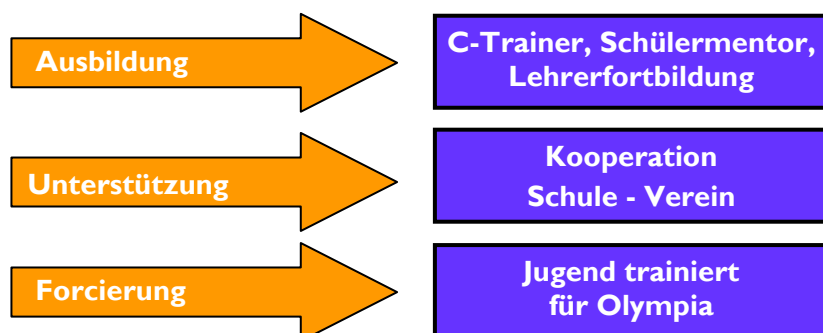 Ausbildung
C-Trainer, Schülermentor,
Lehrerfortbildung
Unterstützung
Kooperation
Schule - Verein
Forcierung
Jugend trainiert
für Olympia